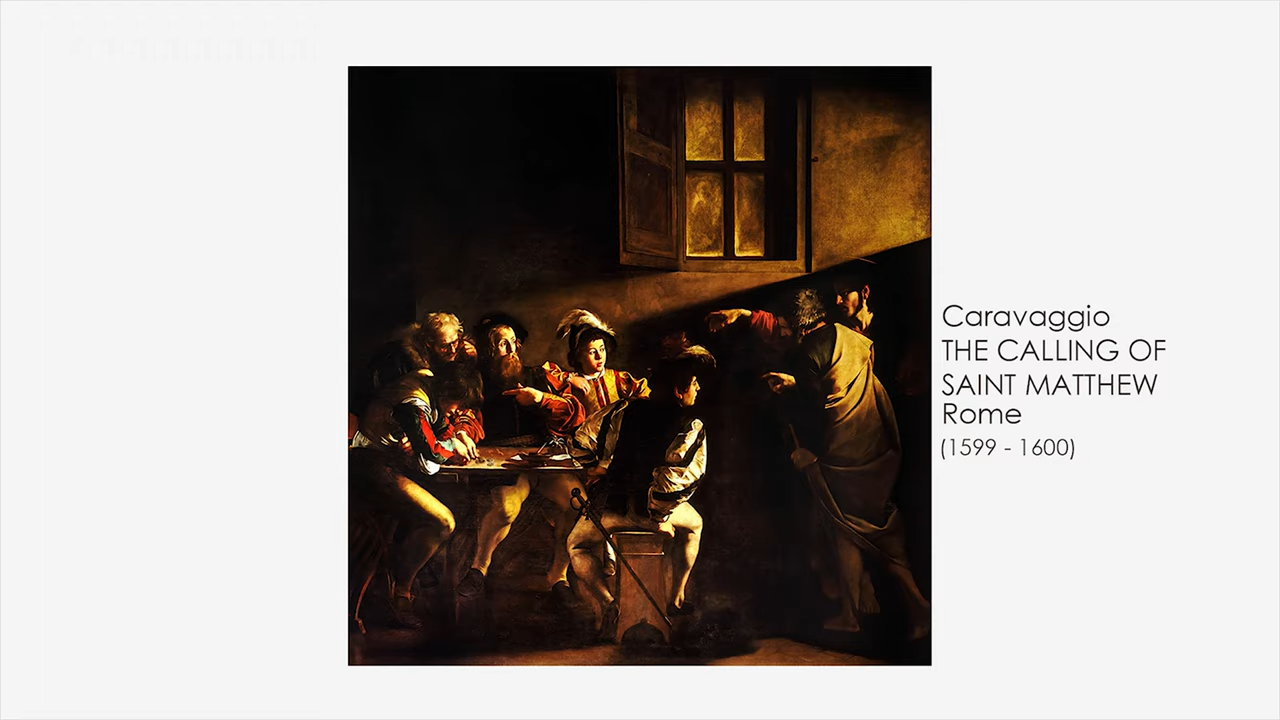 Caravaggio
THE CALLING OF
SAINT MATTHEW
Rome
(1599 - 1600)